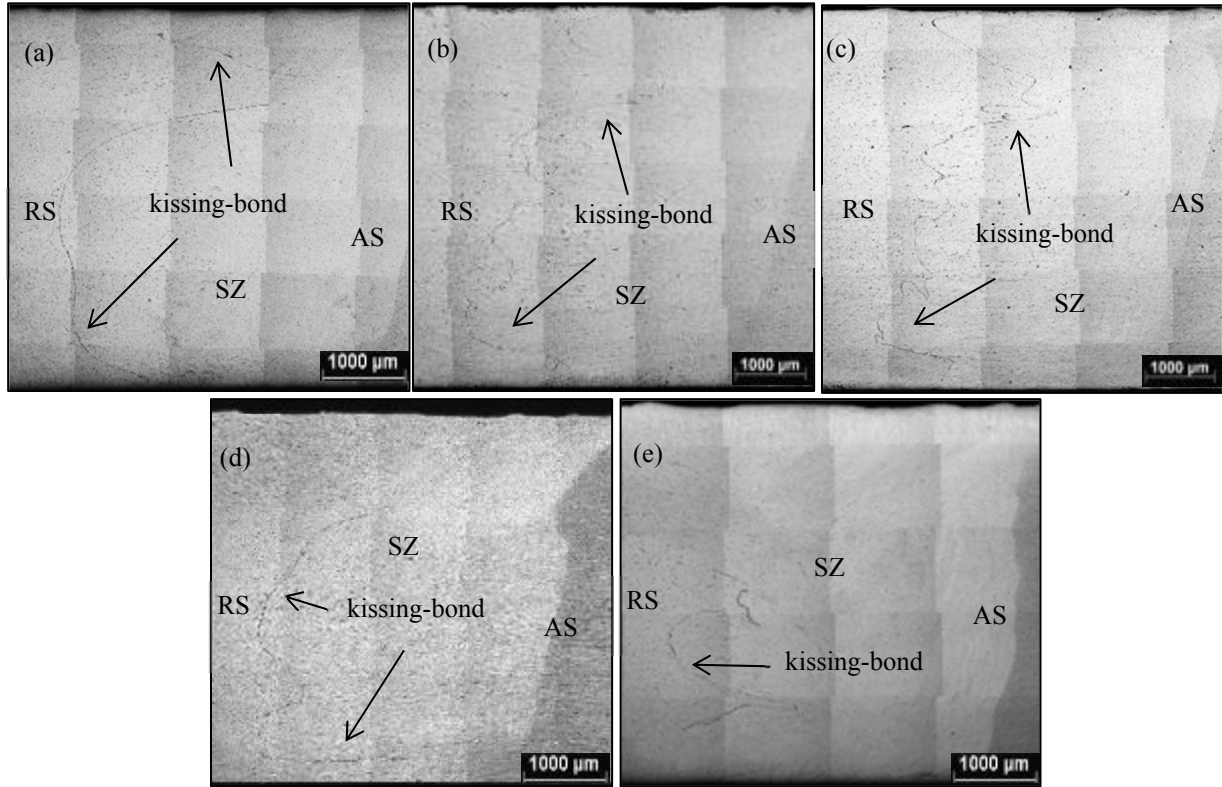 (a)
kissing-bond
RS
AS
SZ
1000 µm
(b)
kissing-bond
RS
AS
SZ
1000 µm
(c)
kissing-bond
RS
AS
SZ
1000 µm
(d)
SZ
RS
kissing-bond
AS
1000 µm
(e)
SZ
RS
AS
kissing-bond
1000 µm